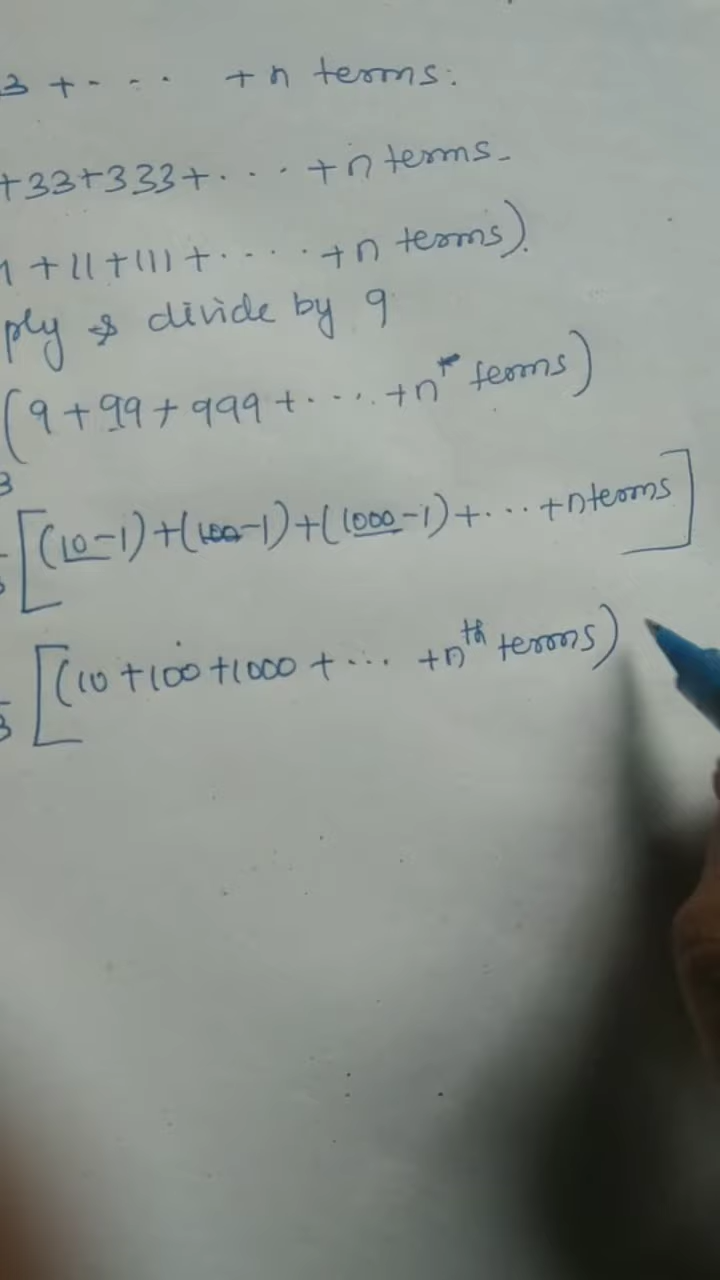 3 + - - - + n terms.
+33+333+ . . . . + n terms-
1 + 11 + 111 + . . . . . + n terms).
ply & divide by 9
(9 + 99 + 999 + . . . . + n terms)
3
[(10-1) + (100-1) + (1000-1) + . . . + n terms]
3 [(10 + 100 + 1000 + . . . + nth terms)